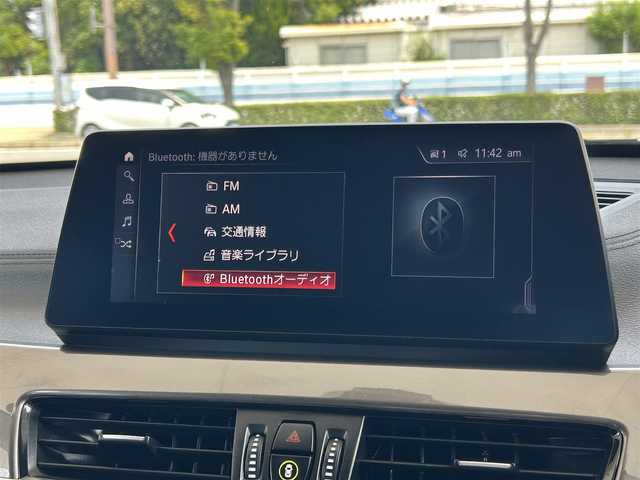 Bluetooth: 機器がありません
1 11:42 am
FM
AM
交通情報
音楽ライブラリ
Bluetoothオーディオ